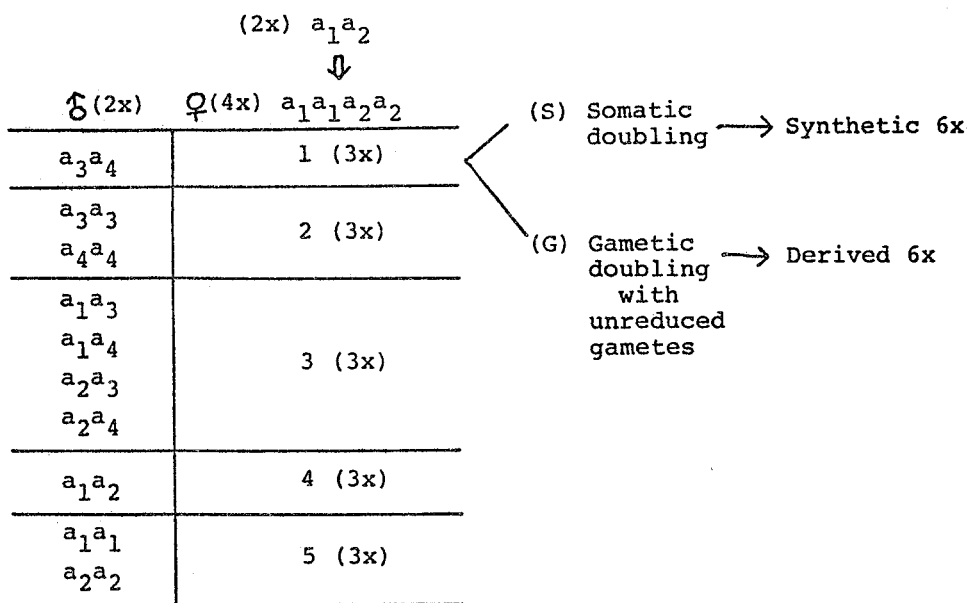 (2x) a1a2
⇩
♂(2x) ♀(4x) a1a1a2a2
a3a4 1 (3x)
a3a3 2 (3x)
a4a4
a1a3
a1a4
a2a3 3 (3x)
a2a4
a1a2 4 (3x)
a1a1 5 (3x)
a2a2
(S) Somatic doubling → Synthetic 6x
(G) Gametic doubling with unreduced gametes → Derived 6x